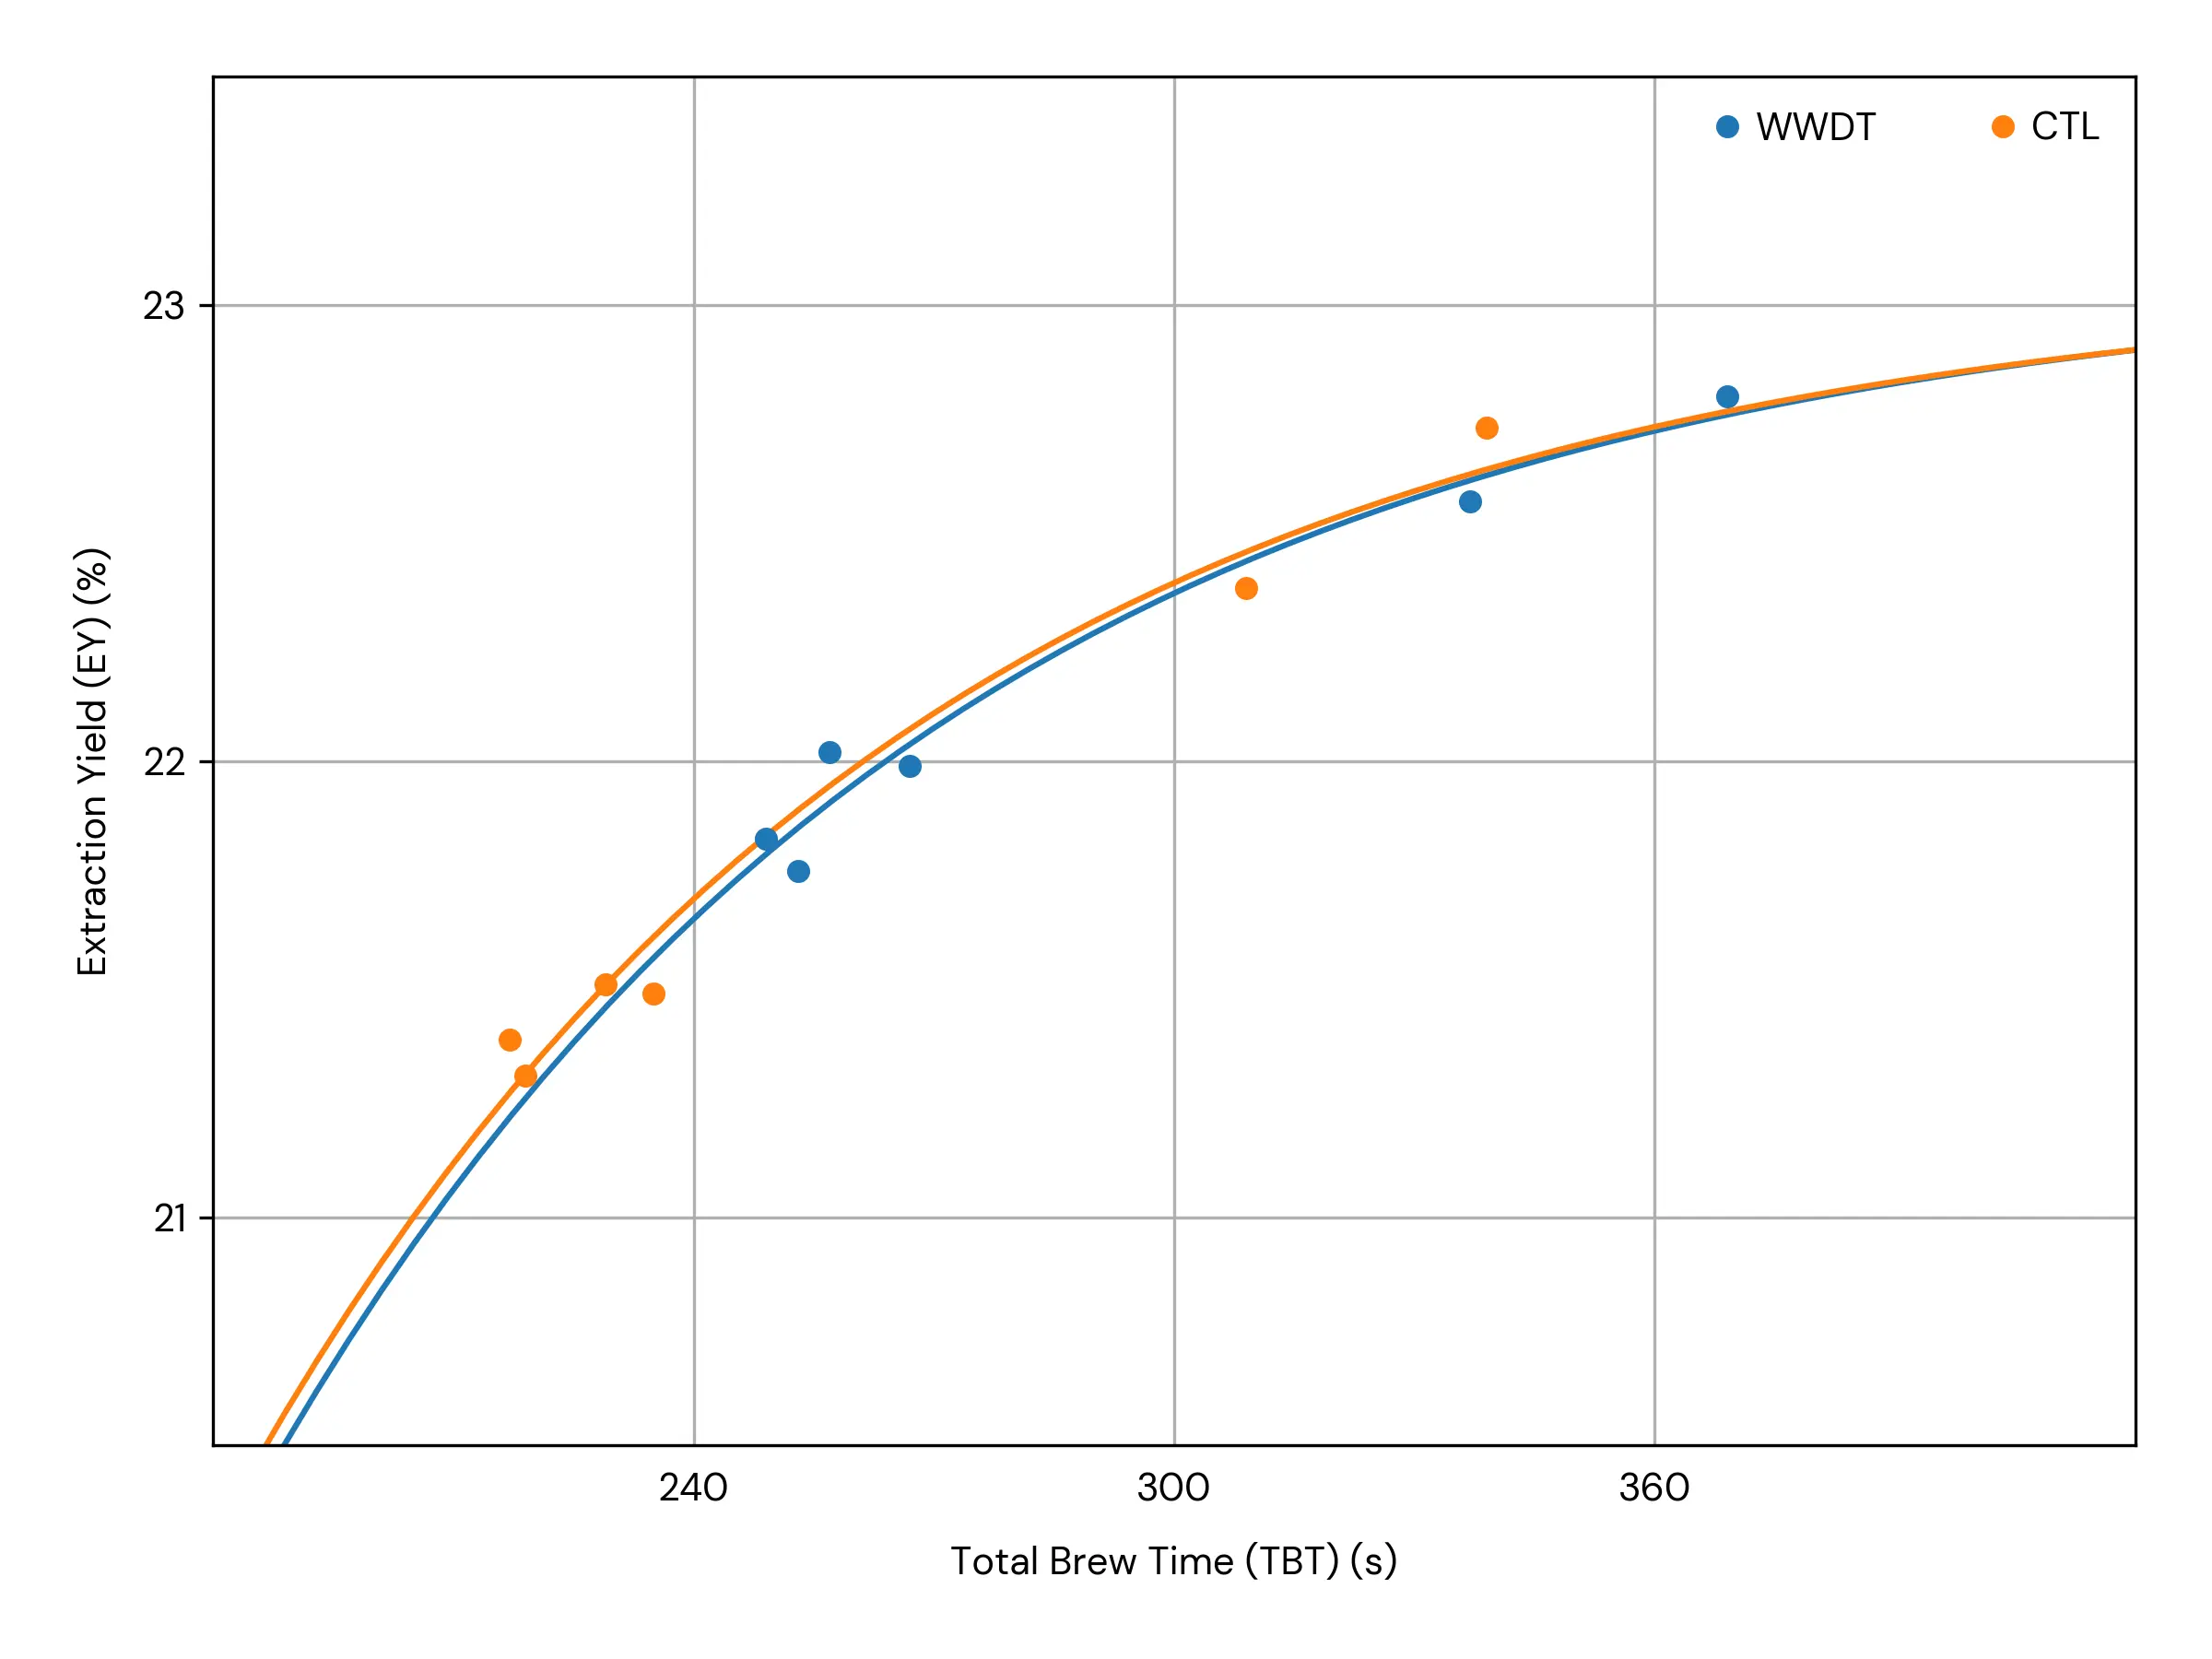 WWDT CTL
23
22
21
Extraction Yield (EY) (%)
240 300 360
Total Brew Time (TBT) (s)